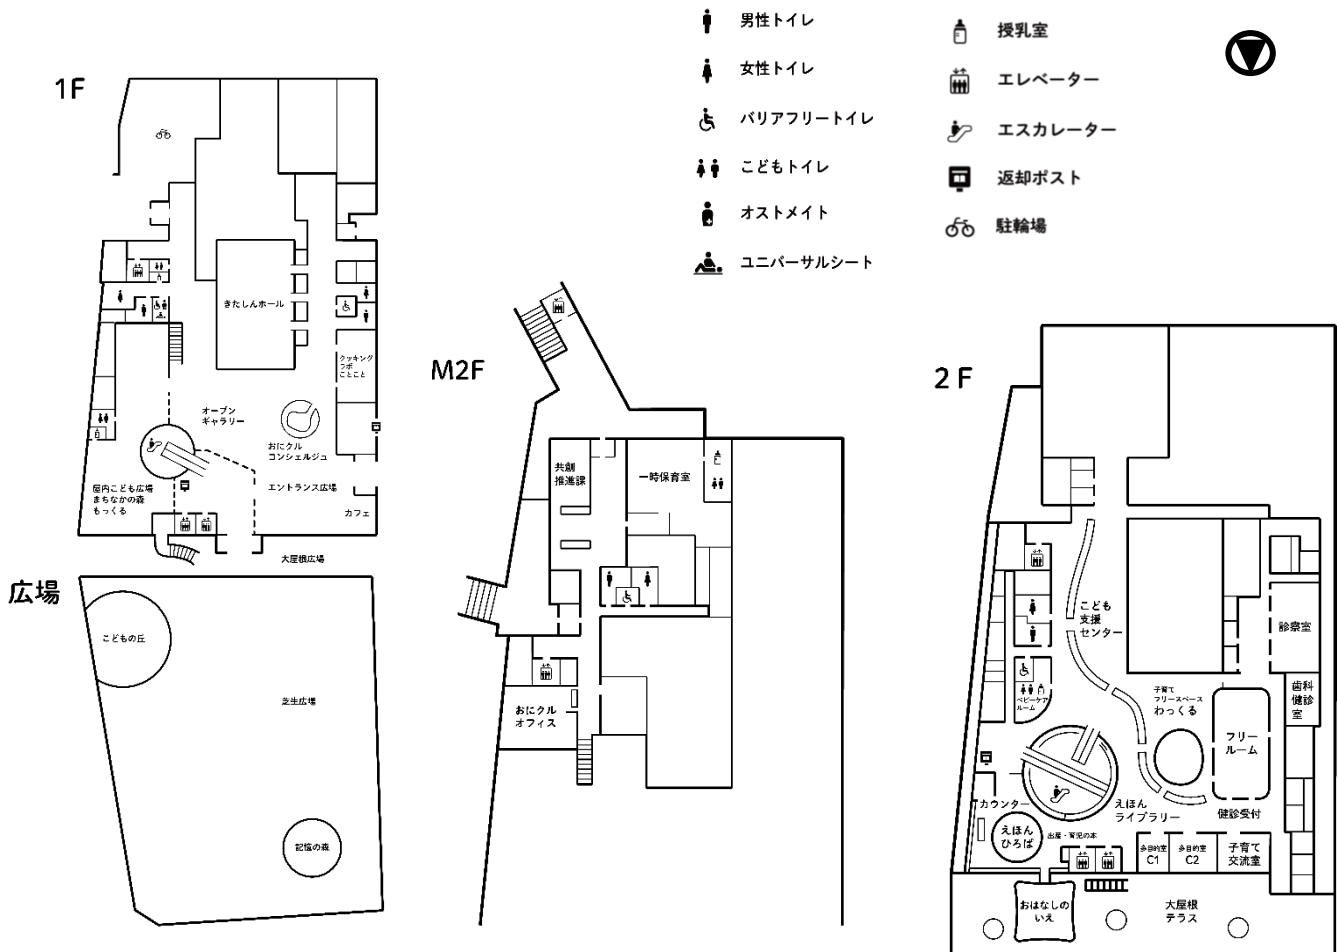 男性トイレ
女性トイレ
バリアフリートイレ
こどもトイレ
オストメイト
ユニバーサルシート
授乳室
エレベーター
エスカレーター
返却ポスト
駐輪場
1F
きたしんホール
クッキング
ラボ
ことこと
オープン
ギャラリー
おにクル
コンシェルジュ
屋内こども広場
まちなかの森
もっくる
エントランス広場
カフェ
大屋根広場
広場
こどもの丘
芝生広場
記憶の森
M2F
共創
推進課
一時保育室
おにクル
オフィス
2F
こども
支援
センター
診察室
歯科
健診
室
ベビーケア
ルーム
子育て
フリースペース
わっくる
フリー
ルーム
カウンター
えほん
ひろば
えほん
ライブラリー
出産・育児の本
健診受付
多目的室
C1
多目的室
C2
子育て
交流室
おはなしの
いえ
大屋根
テラス